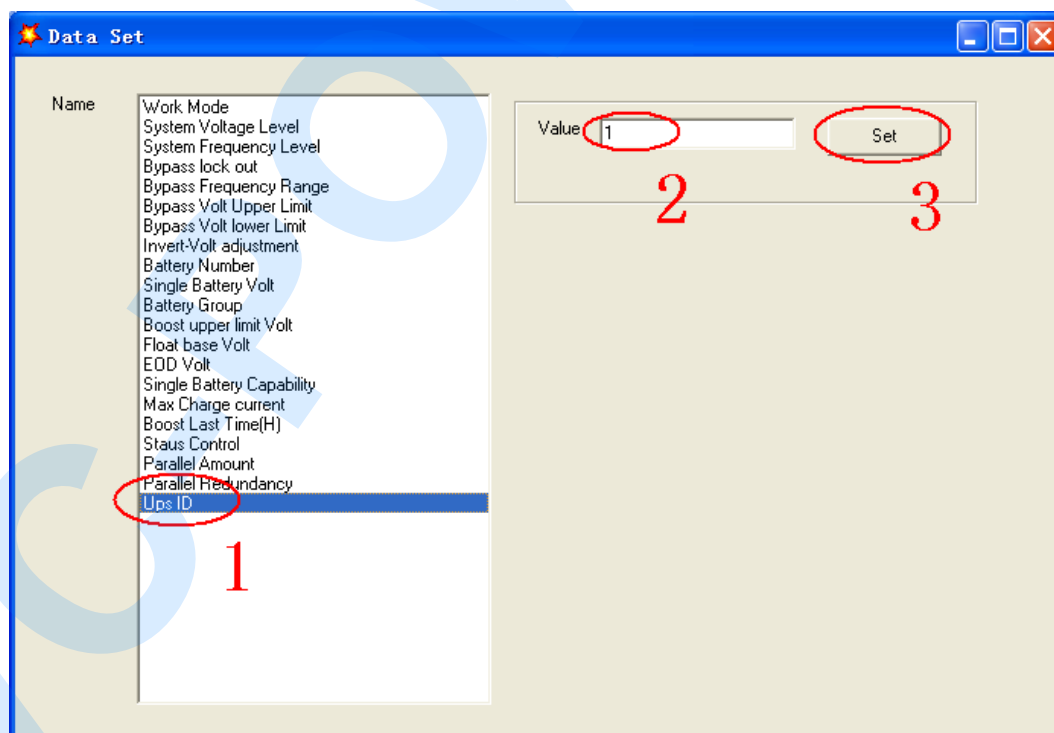 Data Set
Name
Work Mode
System Voltage Level
System Frequency Level
Bypass lock out
Bypass Frequency Range
Bypass Volt Upper Limit
Bypass Volt lower Limit
Invert-Volt adjustment
Battery Number
Single Battery Volt
Battery Group
Boost upper limit Volt
Float base Volt
EOD Volt
Single Battery Capability
Max Charge current
Boost Last Time(H)
Staus Control
Parallel Amount
Parallel Redundancy
Ups ID
1
Value 1 Set
2 3